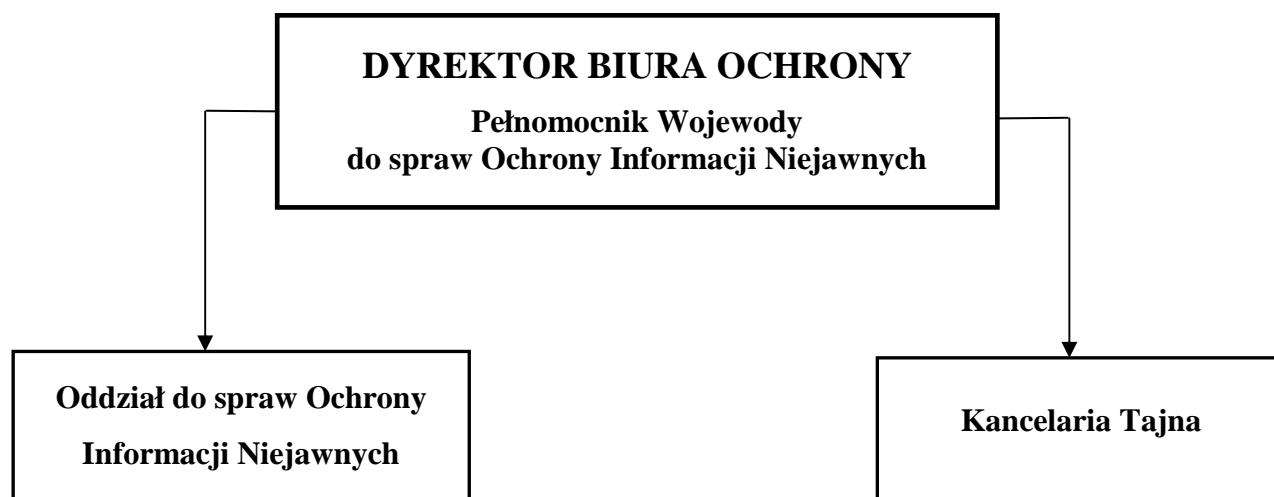 DYREKTOR BIURA OCHRONY
Pełnomocnik Wojewody
do spraw Ochrony Informacji Niejawnych
Oddział do spraw Ochrony
Informacji Niejawnych
Kancelaria Tajna